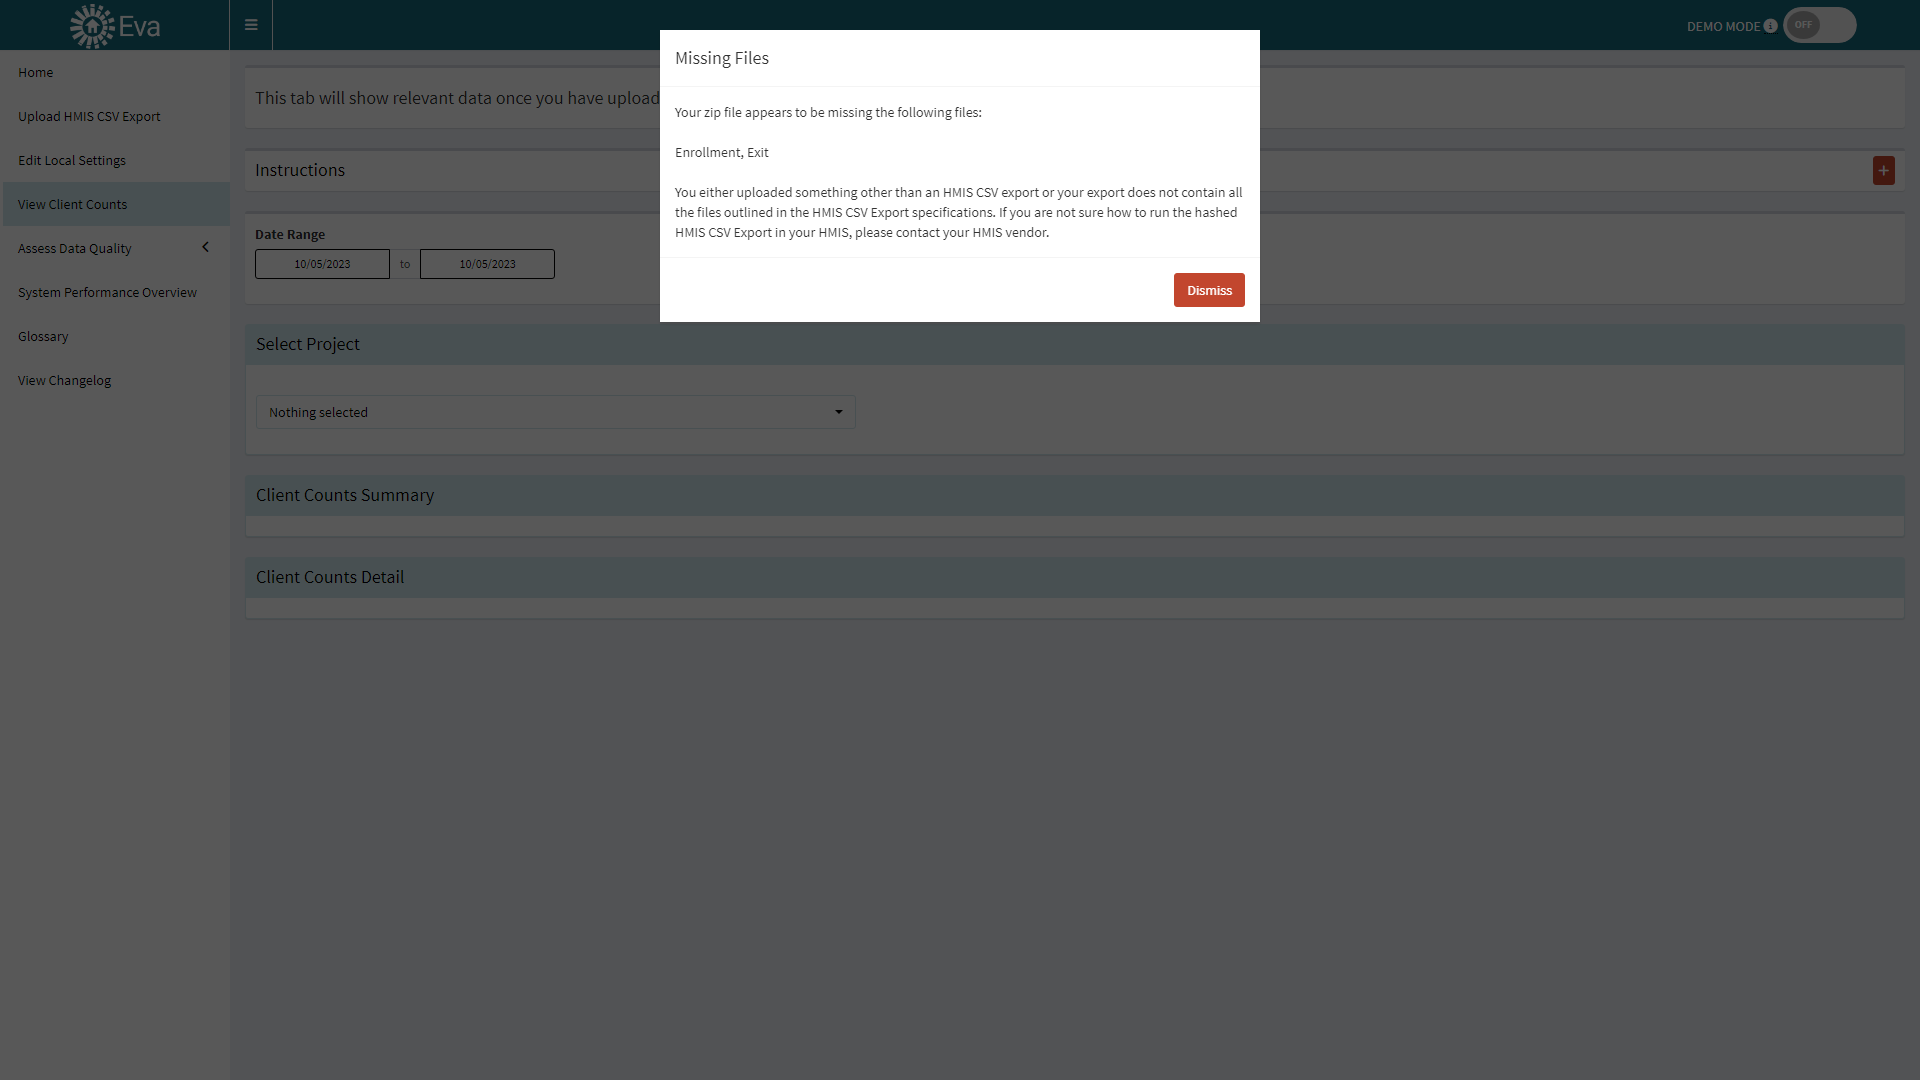 Eva
DEMO MODE
OFF
Home
Upload HMIS CSV Export
Edit Local Settings
View Client Counts
Assess Data Quality
System Performance Overview
Glossary
View Changelog
This tab will show relevant data once you have upload
Instructions
Date Range
10/05/2023 to 10/05/2023
Select Project
Nothing selected
Client Counts Summary
Client Counts Detail
Missing Files
Your zip file appears to be missing the following files:
Enrollment, Exit
You either uploaded something other than an HMIS CSV export or your export does not contain all
the files outlined in the HMIS CSV Export specifications. If you are not sure how to run the hashed
HMIS CSV Export in your HMIS, please contact your HMIS vendor.
Dismiss